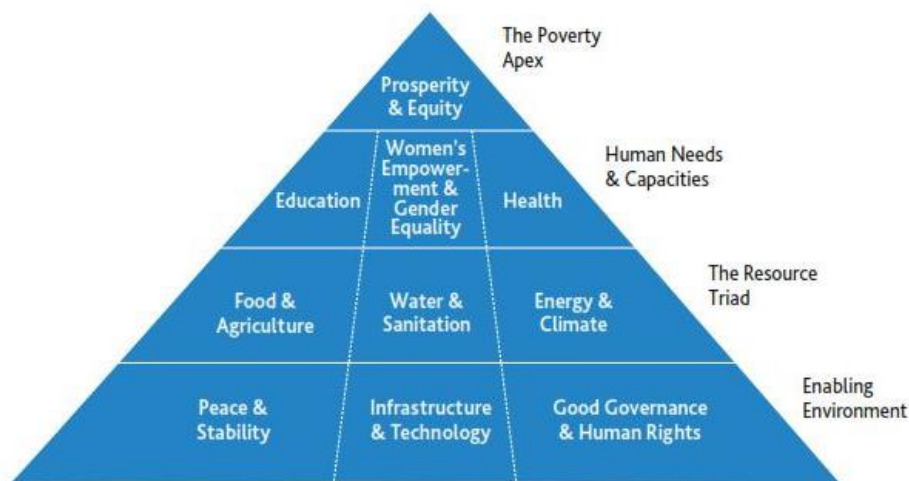 The Poverty
Apex
Prosperity
& Equity
Human Needs
& Capacities
Education
Women's
Empower-
ment &
Gender
Equality
Health
The Resource
Triad
Food &
Agriculture
Water &
Sanitation
Energy &
Climate
Enabling
Environment
Peace &
Stability
Infrastructure
& Technology
Good Governance
& Human Rights